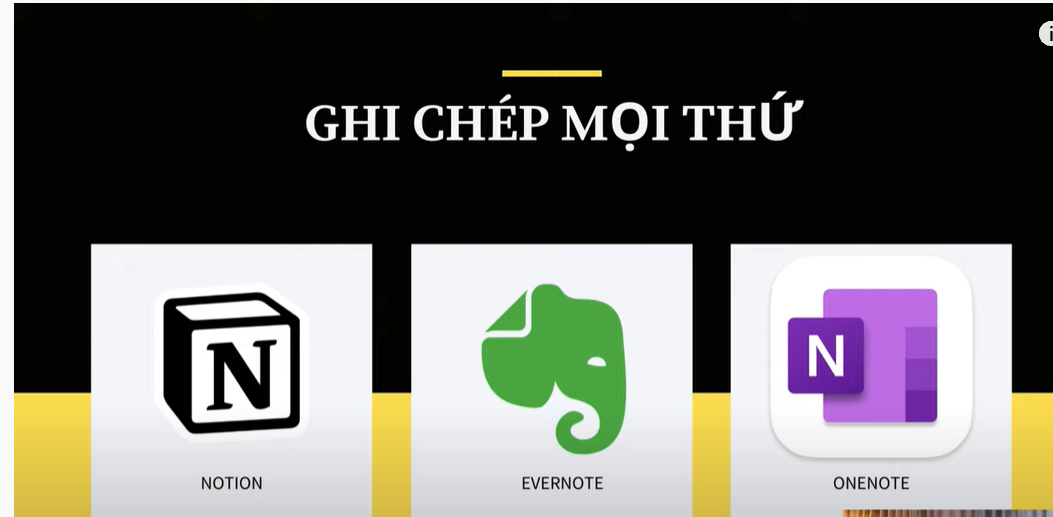 GHI CHÉP MỌI THỨ
N
N
NOTION
EVERNOTE
ONENOTE
i